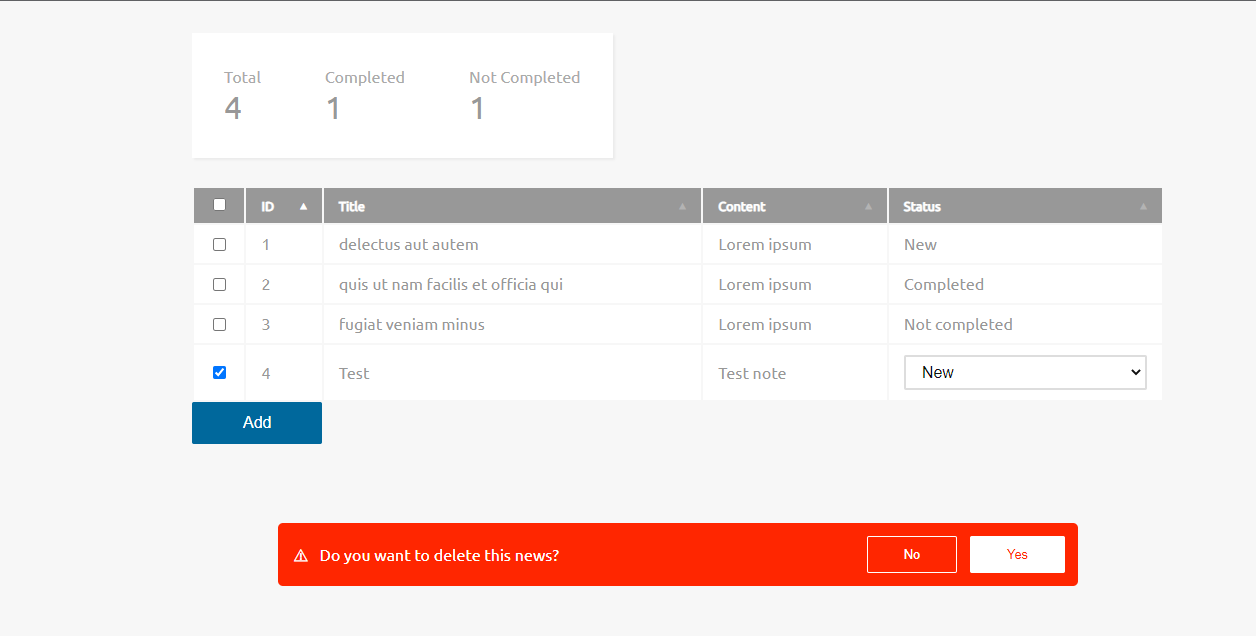 Total Completed Not Completed
4 1 1
ID ▲ Title ▲ Content ▲ Status ▲
1 delectus aut autem Lorem ipsum New
2 quis ut nam facilis et officia qui Lorem ipsum Completed
3 fugiat veniam minus Lorem ipsum Not completed
4 Test Test note New
Add
⚠ Do you want to delete this news? No Yes